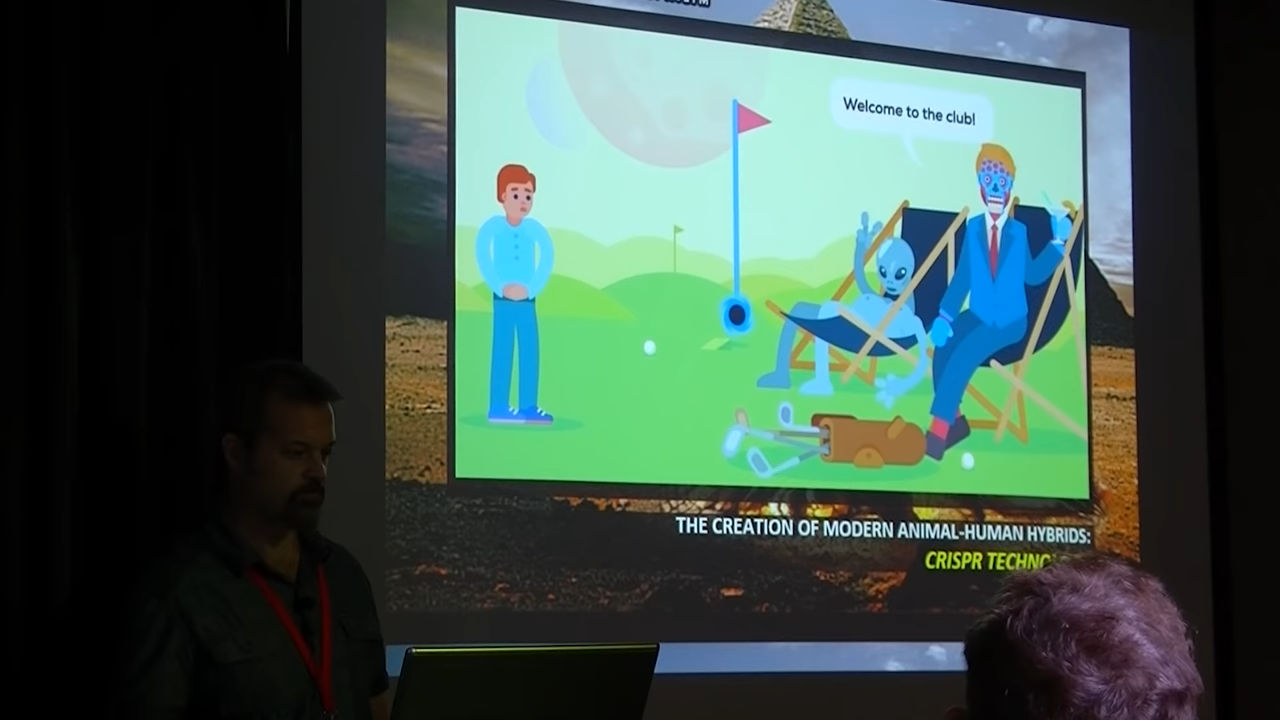 Welcome to the club!
THE CREATION OF MODERN ANIMAL-HUMAN HYBRIDS:
CRISPR